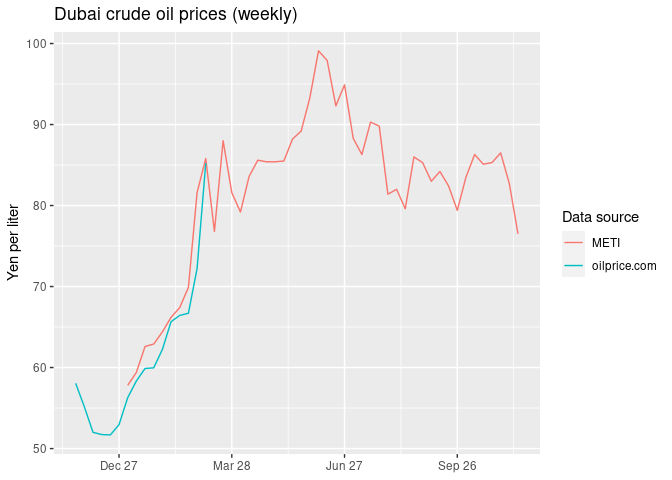 Dubai crude oil prices (weekly)
Yen per liter
100
90
80
70
60
50
Dec 27
Mar 28
Jun 27
Sep 26
Data source
METI
oilprice.com